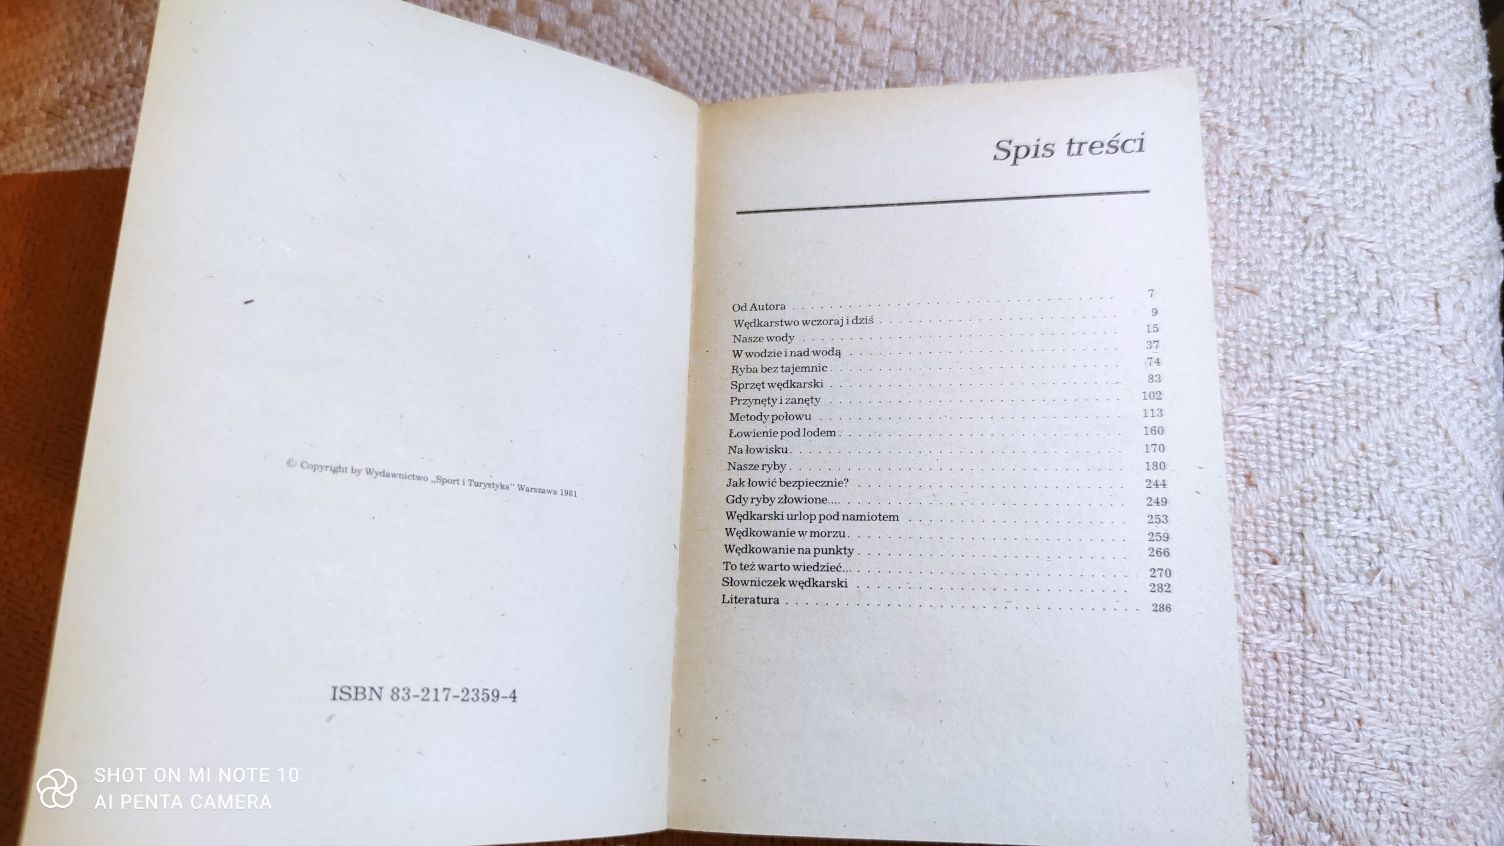 © Copyright by Wydawnictwo „Sport i Turystyka” Warszawa 1981
ISBN 83-217-2359-4
Spis treści
Od Autora . . . 7
Wędkarstwo wczoraj i dziś . . . 9
Nasze wody . . . 15
W wodzie i nad wodą . . . 37
Ryba bez tajemnic . . . 74
Sprzęt wędkarski . . . 83
Przynęty i zanęty . . . 102
Metody połowu . . . 113
Łowienie pod lodem . . . 160
Na łowisku . . . 170
Nasze ryby . . . 180
Jak łowić bezpiecznie? . . . 244
Gdy ryby złowione... . . . 249
Wędkarski urlop pod namiotem . . . 253
Wędkowanie w morzu . . . 259
Wędkowanie na punkty . . . 266
To też warto wiedzieć... . . . 270
Słowniczek wędkarski . . . 282
Literatura . . . 286
SHOT ON MI NOTE 10
AI PENTA CAMERA